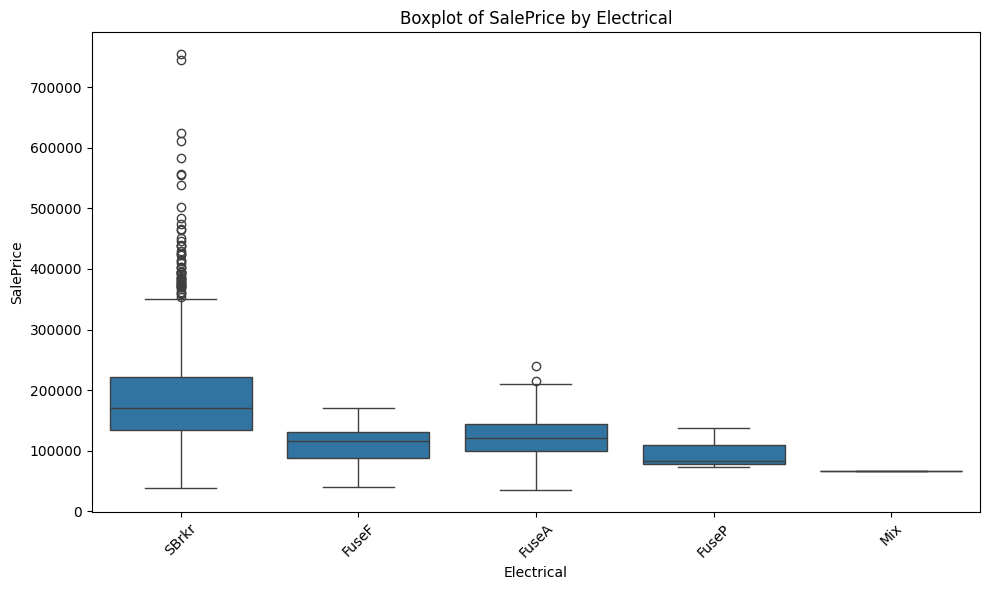 Boxplot of SalePrice by Electrical
SalePrice
700000
600000
500000
400000
300000
200000
100000
0
SBrkr
FuseF
FuseA
FuseP
Mix
Electrical